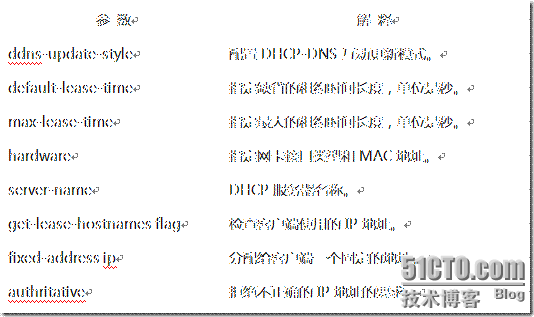 参 数 解 释
ddns-update-style 配置 DHCP-DNS 互动更新模式。
default-lease-time 指定缺省的租赁时间长度，单位是秒。
max-lease-time 指定最大的租赁时间长度，单位是秒。
hardware 指定网卡接口类型和 MAC 地址。
server-name DHCP 服务器名称。
get-lease-hostnames flag 检查客户端使用的 IP 地址。
fixed-address ip 分配给客户端一个固定的地址。
authritative 拒绝不正确的 IP 地址的
51CTO.com
技术博客 Blog